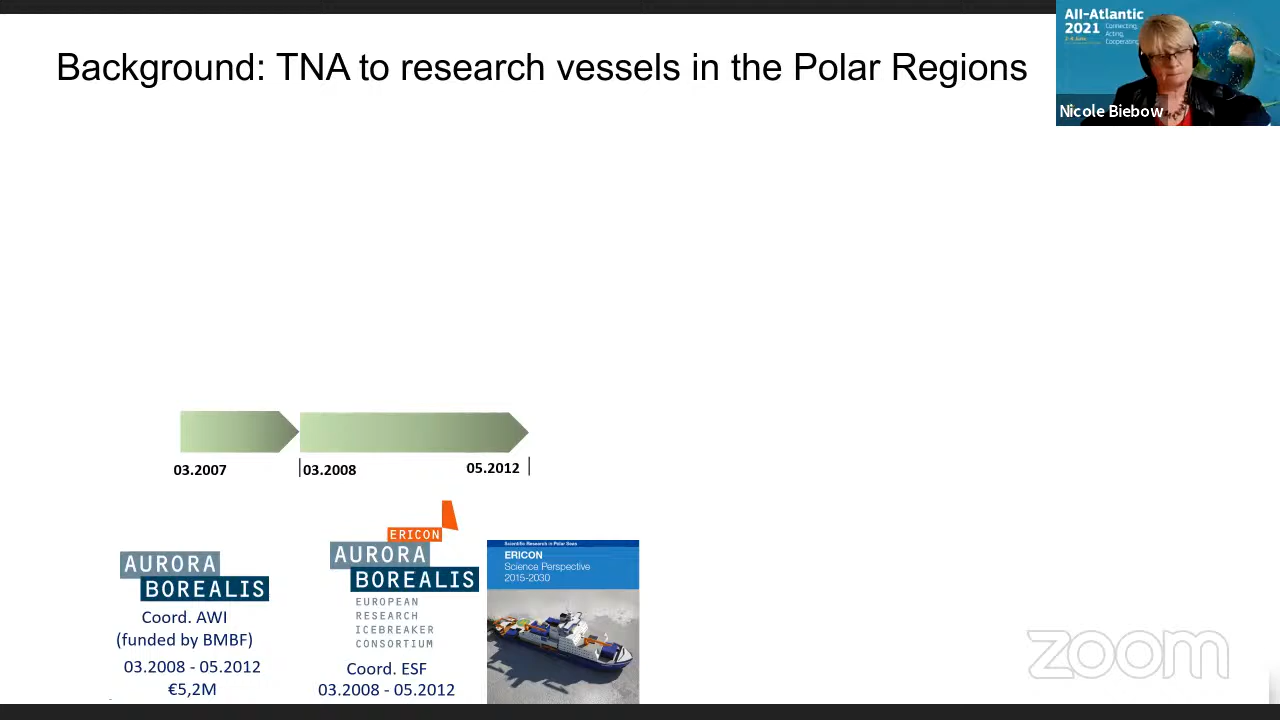 Background: TNA to research vessels in the Polar Regions
All-Atlantic
2021
Connecting,
Acting,
Cooperating
Nicole Biebow
03.2007
03.2008
05.2012
AURORA
BOREALIS
Coord. AWI
(funded by BMBF)
03.2008 - 05.2012
€5,2M
ERICON
AURORA
BOREALIS
EUROPEAN
RESEARCH
ICEBREAKER
CONSORTIUM
Coord. ESF
03.2008 - 05.2012
Scientific Research in Polar Seas
ERICON
Science Perspective
2015-2030
zoom